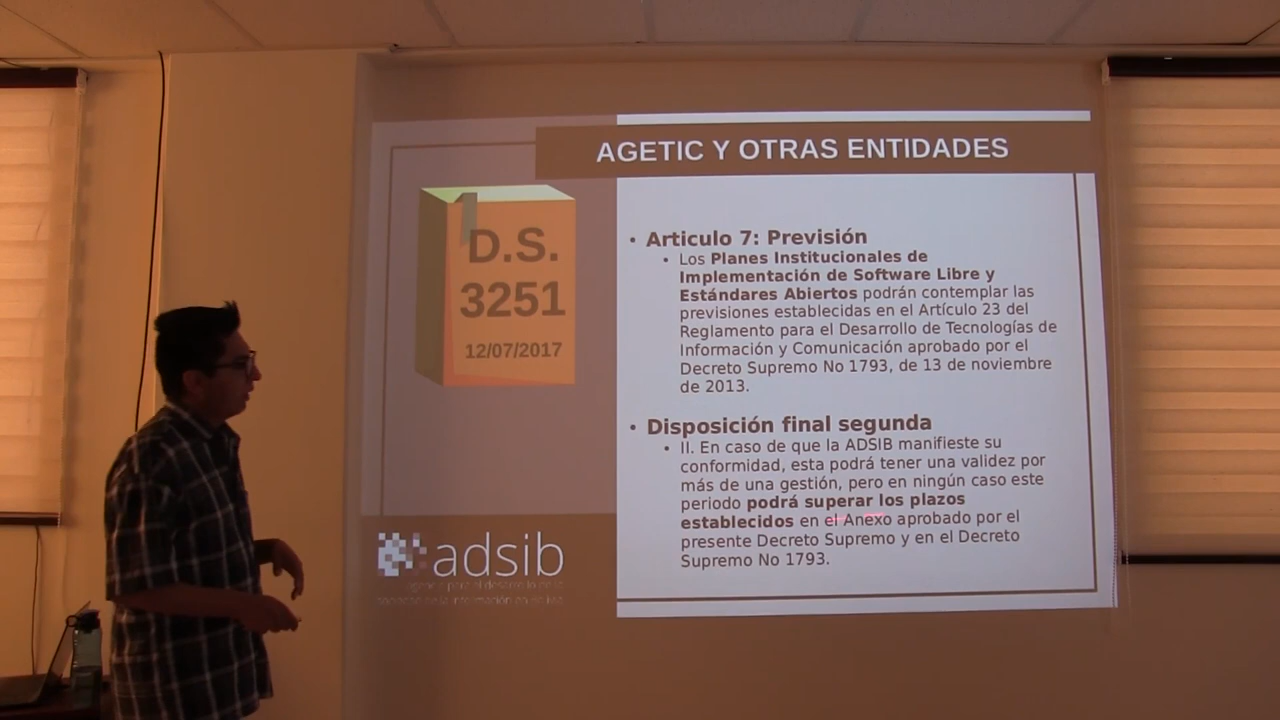 AGETIC Y OTRAS ENTIDADES
D.S.
3251
12/07/2017
• Articulo 7: Previsión
• Los Planes Institucionales de
Implementación de Software Libre y
Estándares Abiertos podrán contemplar las
previsiones establecidas en el Artículo 23 del
Reglamento para el Desarrollo de Tecnologías de
Información y Comunicación aprobado por el
Decreto Supremo No 1793, de 13 de noviembre
de 2013.
• Disposición final segunda
• II. En caso de que la ADSIB manifieste su
conformidad, esta podrá tener una validez por
más de una gestión, pero en ningún caso este
periodo podrá superar los plazos
establecidos en el Anexo aprobado por el
presente Decreto Supremo y en el Decreto
Supremo No 1793.
adsib